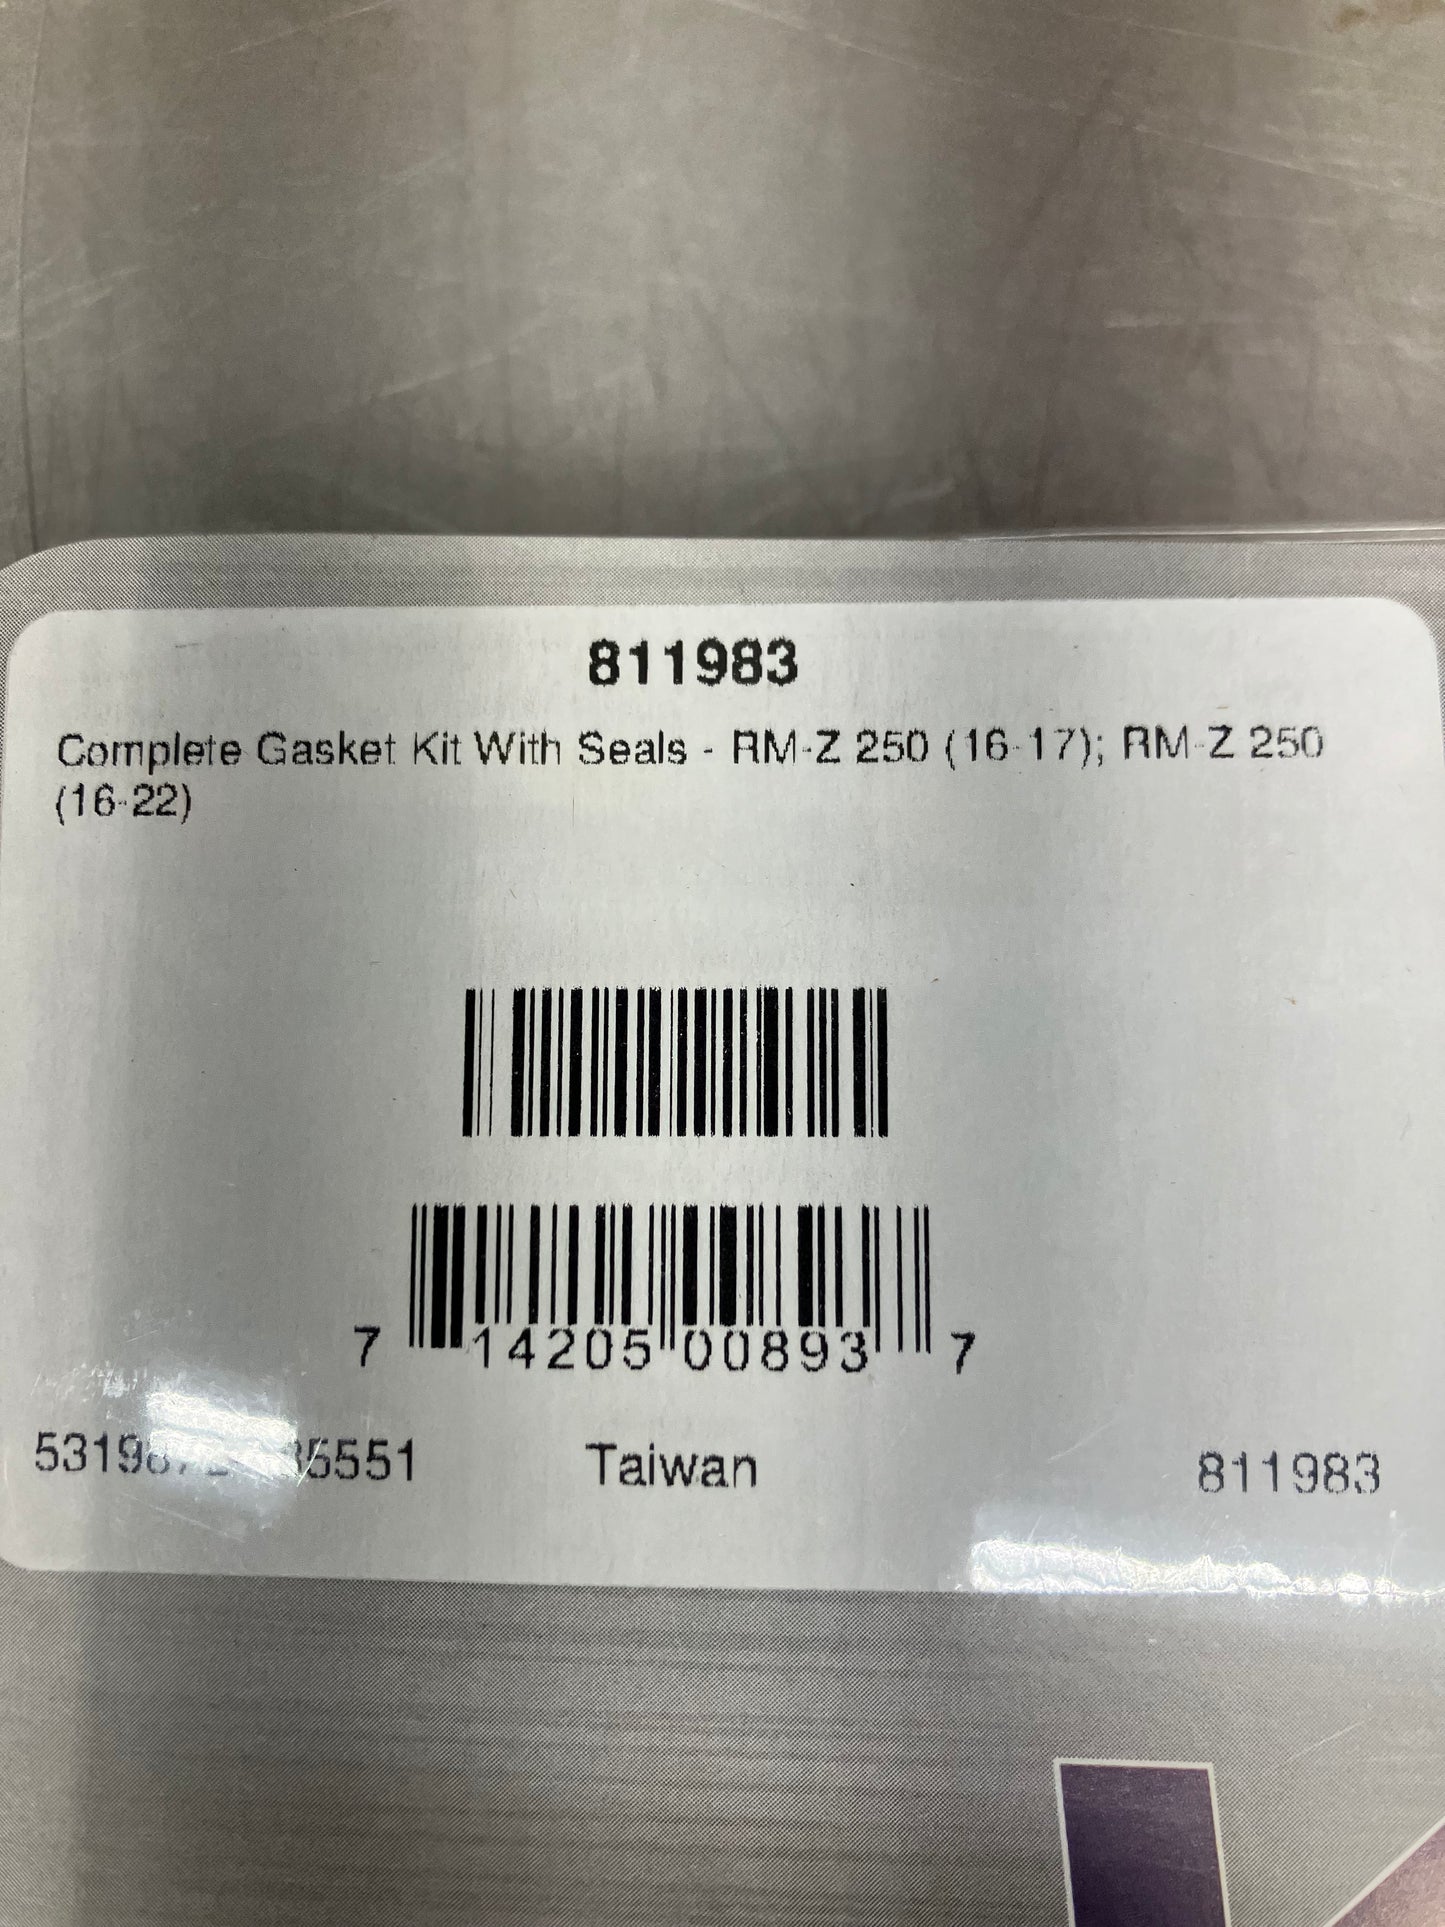 811983
Complete Gasket Kit With Seals - RM-Z 250 (16-17); RM-Z 250
(16-22)
7 14205 00893 7
Taiwan
811983